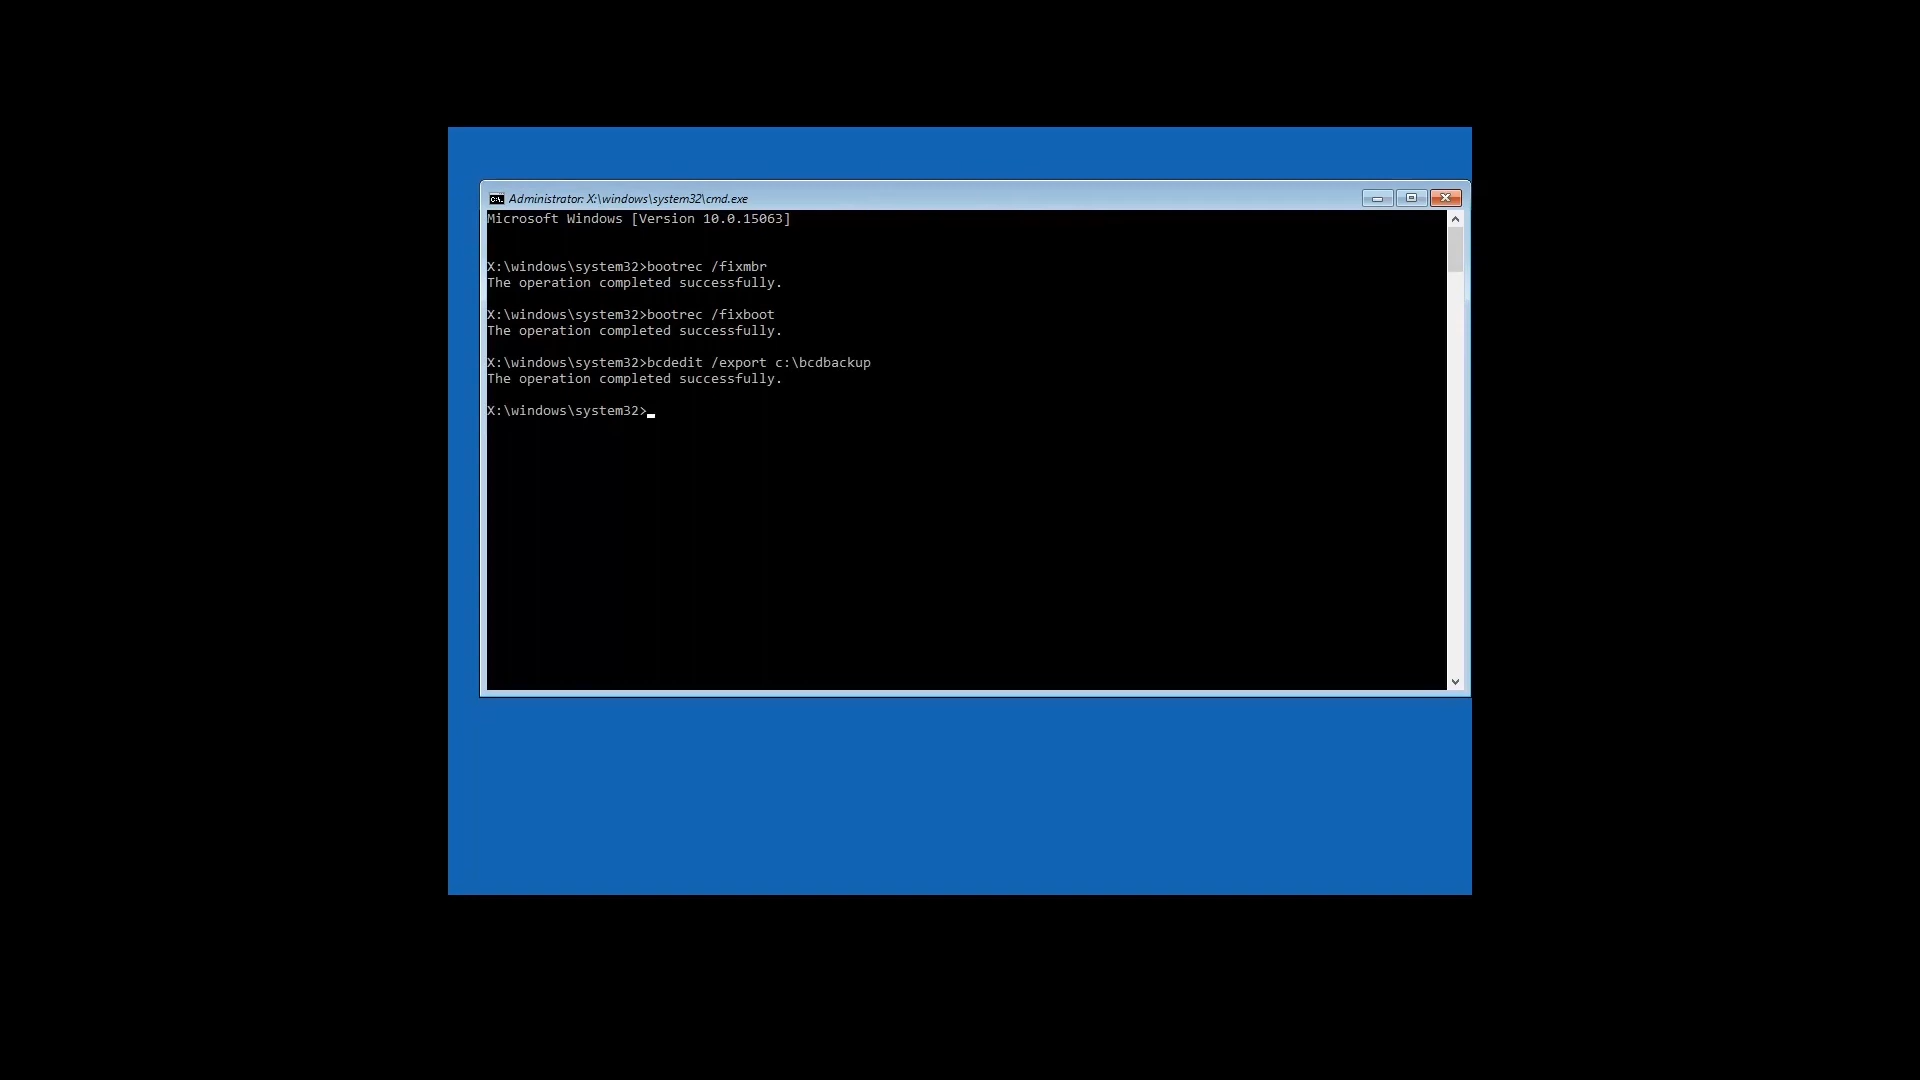 Administrator: X:\windows\system32\cmd.exe
Microsoft Windows [Version 10.0.15063]
X:\windows\system32>bootrec /fixmbr
The operation completed successfully.
X:\windows\system32>bootrec /fixboot
The operation completed successfully.
X:\windows\system32>bcdedit /export c:\bcdbackup
The operation completed successfully.
X:\windows\system32>